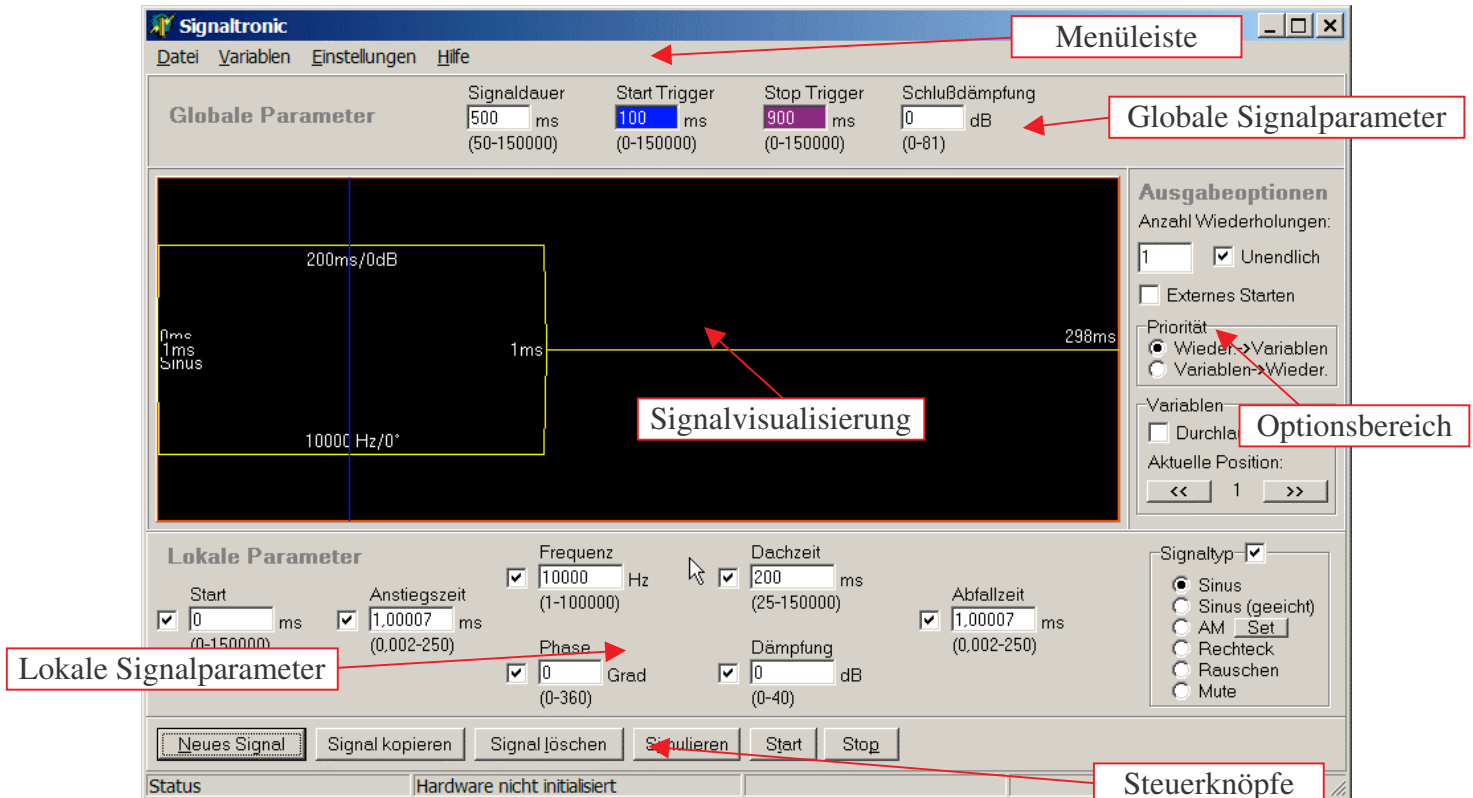 Signaltronic
Menüleiste
Datei Variablen Einstellungen Hilfe
Globale Parameter
Signaldauer
500 ms
(50-150000)
Start Trigger
100 ms
(0-150000)
Stop Trigger
900 ms
(0-150000)
Schlußdämpfung
0 dB
(0-81)
Globale Signalparameter
200ms/0dB
0ms
1ms
Sinus
1ms
298ms
10000 Hz/0°
Signalvisualisierung
Ausgabeoptionen
Anzahl Wiederholungen:
1 Unendlich
Externes Starten
Priorität
Wieder.->Variablen
Variablen->Wieder.
Variablen
Optionsbereich
Aktuelle Position:
<< 1 >>
Lokale Parameter
Start
0 ms
(0-150000)
Anstiegszeit
1,00007 ms
(0,002-250)
Frequenz
10000 Hz
(1-100000)
Phase
0 Grad
(0-360)
Dachzeit
200 ms
(25-150000)
Dämpfung
0 dB
(0-40)
Abfallzeit
1,00007 ms
(0,002-250)
Signaltyp
Sinus
Sinus (geeicht)
AM Set
Rechteck
Rauschen
Mute
Lokale Signalparameter
Neues Signal Signal kopieren Signal löschen Simulieren Start Stop
Steuerknöpfe
Status Hardware nicht initialisiert